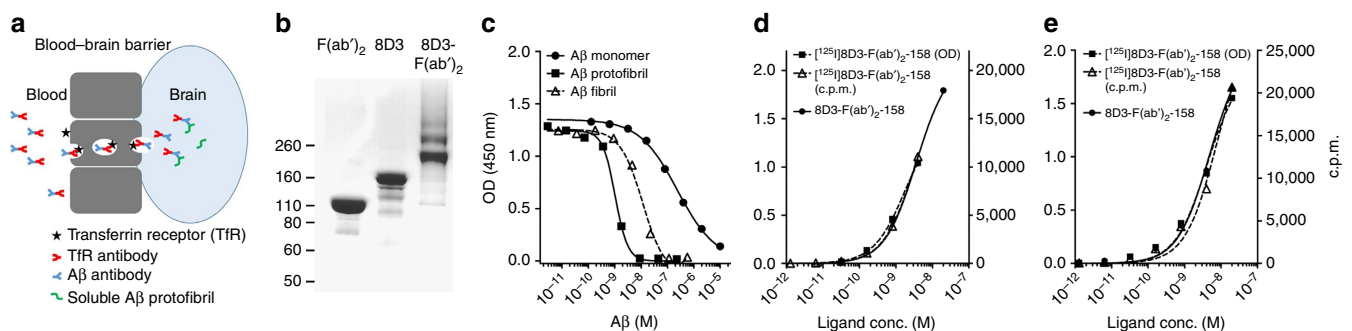 a
Blood–brain barrier
Blood
Brain
Transferrin receptor (TfR)
TfR antibody
Aβ antibody
Soluble Aβ protofibril
b
F(ab′)2 8D3 8D3-
F(ab′)2
260
160
110
80
60
50
c
Aβ monomer
Aβ protofibril
Aβ fibril
OD (450 nm)
2.0
1.5
1.0
0.5
0.0
10−11 10−10 10−9 10−8 10−7 10−6 10−5
Aβ (M)
d
[125I]8D3-F(ab′)2-158 (OD)
[125I]8D3-F(ab′)2-158
(c.p.m.)
8D3-F(ab′)2-158
2.0
1.5
1.0
0.5
0.0
20,000
15,000
10,000
5,000
0
10−12 10−11 10−10 10−9 10−8 10−7
Ligand conc. (M)
e
[125I]8D3-F(ab′)2-158 (OD)
[125I]8D3-F(ab′)2-158
(c.p.m.)
8D3-F(ab′)2-158
2.0
1.5
1.0
0.5
0.0
25,000
20,000
15,000
10,000
5,000
0
c.p.m.
10−12 10−11 10−10 10−9 10−8 10−7
Ligand conc. (M)